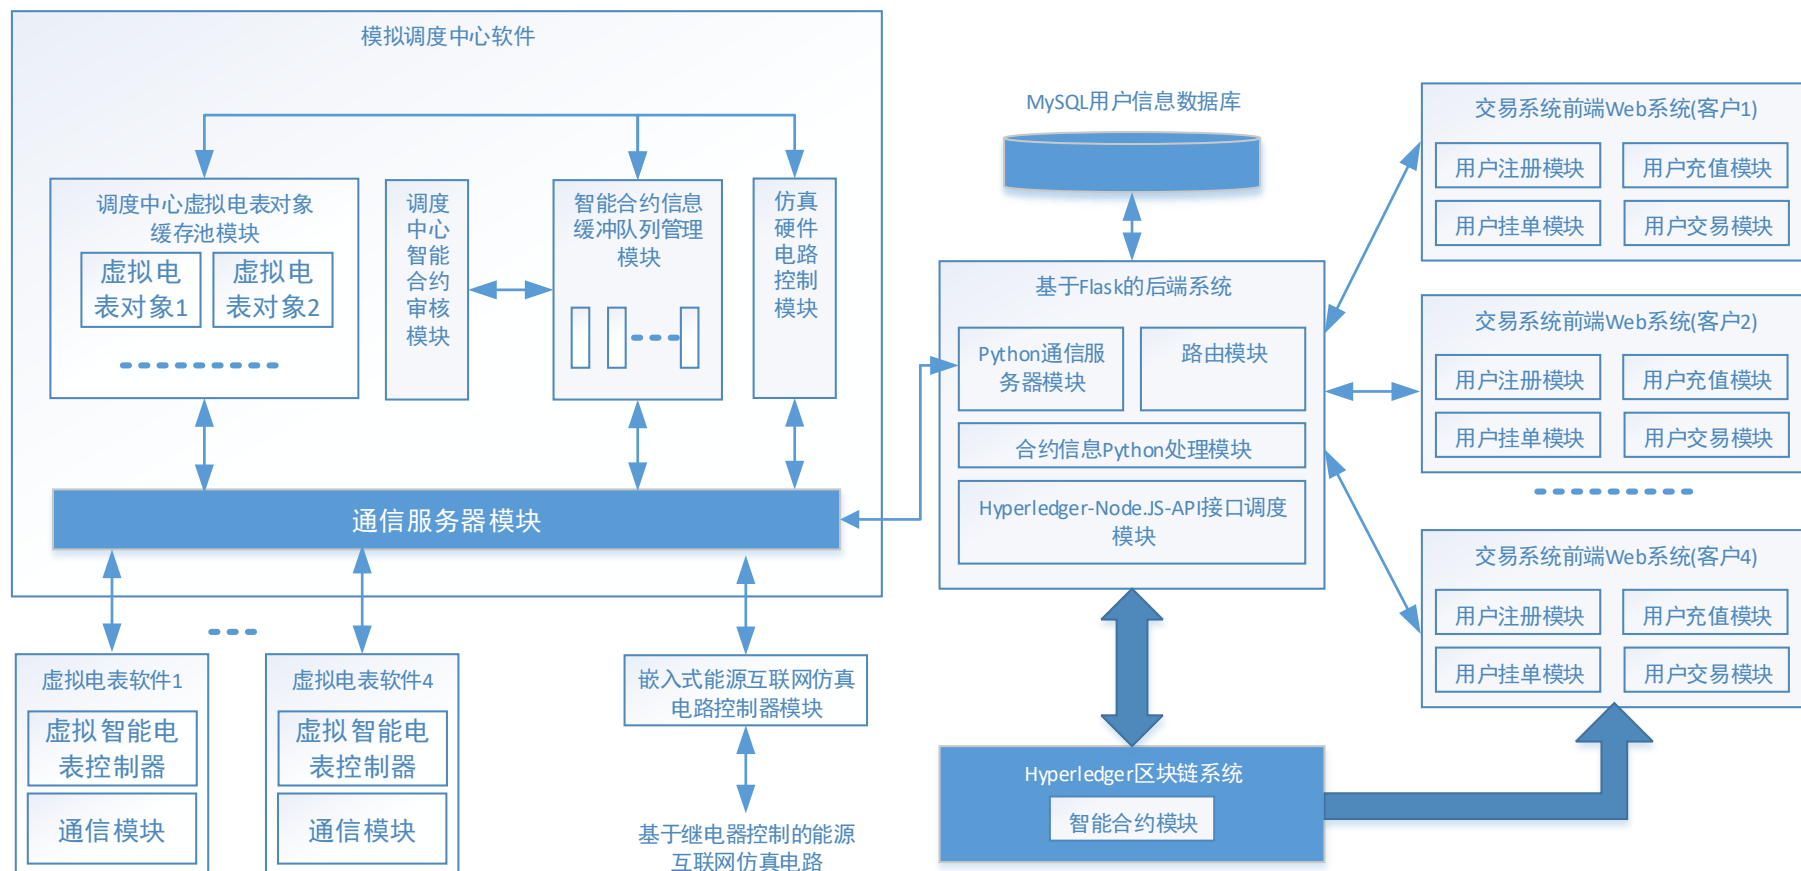 模拟调度中心软件
调度中心虚拟电表对象
缓存池模块
虚拟电
表对象1
虚拟电
表对象2
调度
中心
智能
合约
审核
模块
智能合约信息
缓冲队列管理
模块
仿真
硬件
电路
控制
模块
通信服务器模块
虚拟电表软件1
虚拟智能电
表控制器
通信模块
虚拟电表软件4
虚拟智能电
表控制器
通信模块
嵌入式能源互联网仿真
电路控制器模块
基于继电器控制的能源
互联网仿真电路
MySQL用户信息数据库
基于Flask的后端系统
Python通信服
务器模块
路由模块
合约信息Python处理模块
Hyperledger-Node.JS-API接口调度
模块
Hyperledger区块链系统
智能合约模块
交易系统前端Web系统(客户1)
用户注册模块
用户充值模块
用户挂单模块
用户交易模块
交易系统前端Web系统(客户2)
用户注册模块
用户充值模块
用户挂单模块
用户交易模块
交易系统前端Web系统(客户4)
用户注册模块
用户充值模块
用户挂单模块
用户交易模块